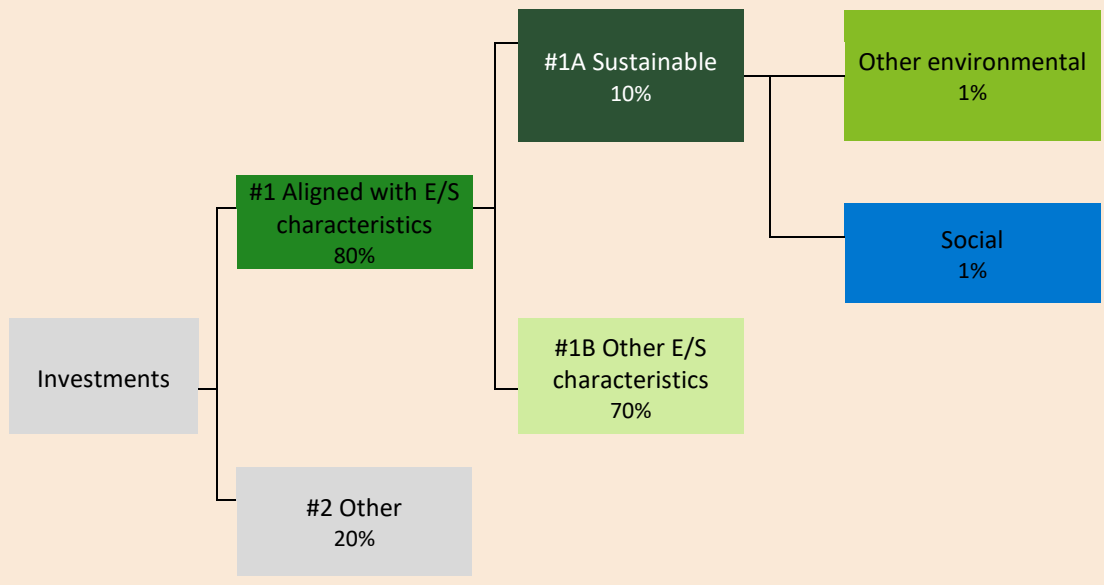 #1A Sustainable
10%
Other environmental
1%
#1 Aligned with E/S
characteristics
80%
Social
1%
Investments
#1B Other E/S
characteristics
70%
#2 Other
20%